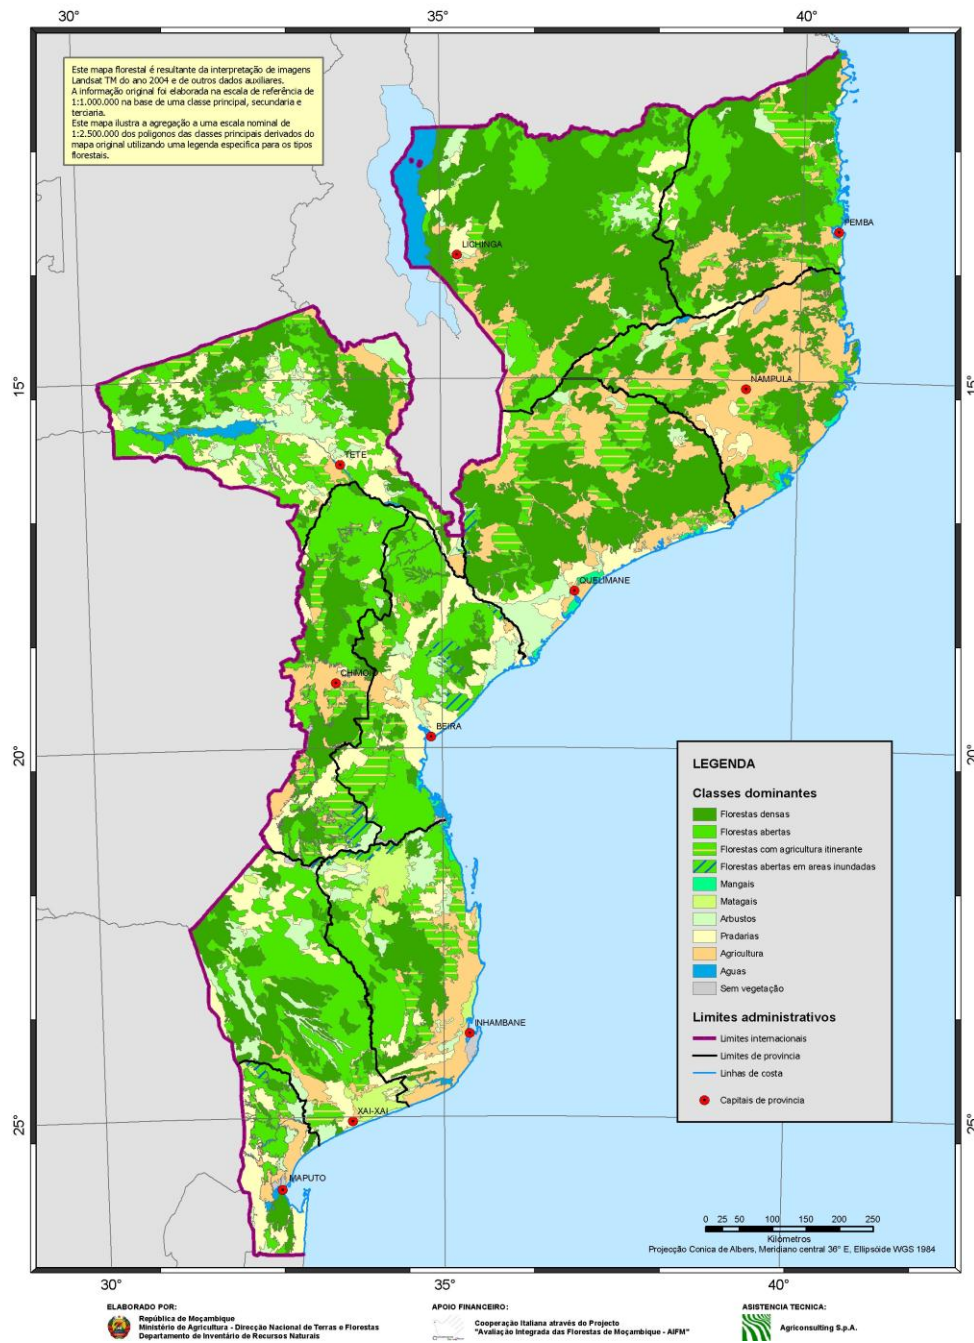 30°
35°
40°
Este mapa florestal é resultante da interpretação de imagens
Landsat TM do ano 2004 e de outros dados auxiliares.
A informação original foi elaborada na escala de referência de
1:1.000.000 na base de uma classe principal, secundaria e
terciaria.
Este mapa ilustra a agregação a uma escala nominal de
1:2.500.000 dos poligonos das classes principais derivados do
mapa original utilizando uma legenda especifica para os tipos
florestais.
PEMBA
LICHINGA
15°
15°
NAMPULA
TETE
QUELIMANE
CHIMOIO
BEIRA
20°
20°
LEGENDA
Classes dominantes
Florestas densas
Florestas abertas
Florestas com agricultura itinerante
Florestas abertas em areas inundadas
Mangais
Matagais
Arbustos
Pradarias
Agricultura
Aguas
Sem vegetação
Limites administrativos
Limites internacionais
Limites de provincia
Linhas de costa
Capitais de provincia
INHAMBANE
XAI-XAI
25°
25°
MAPUTO
0 25 50 100 150 200 250
Kilometros
Projecção Conica de Albers, Meridiano central 36° E, Ellipsóide WGS 1984
30°
35°
40°
ELABORADO POR:
República de Moçambique
Ministério de Agricultura - Direcção Nacional de Terras e Florestas
Departamento de Inventário de Recursos Naturais
APOIO FINANCEIRO:
Cooperação Italiana através do Projecto
"Avaliação Integrada das Florestas de Moçambique - AIFM"
ASISTENCIA TECNICA:
Agriconsulting S.p.A.